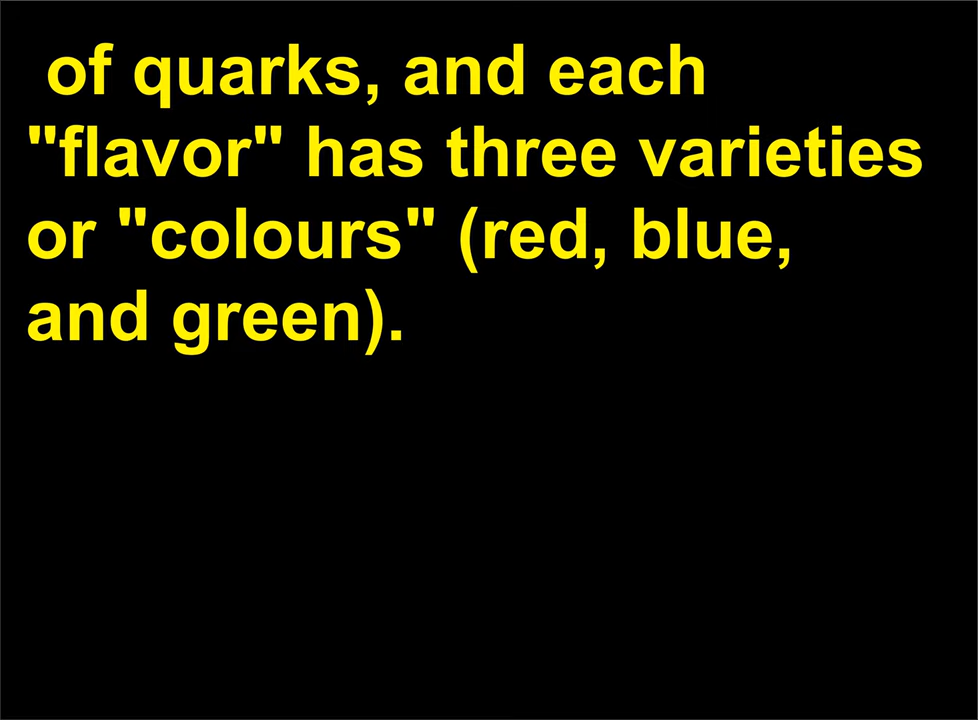 of quarks, and each
"flavor" has three varieties
or "colours" (red, blue,
and green).